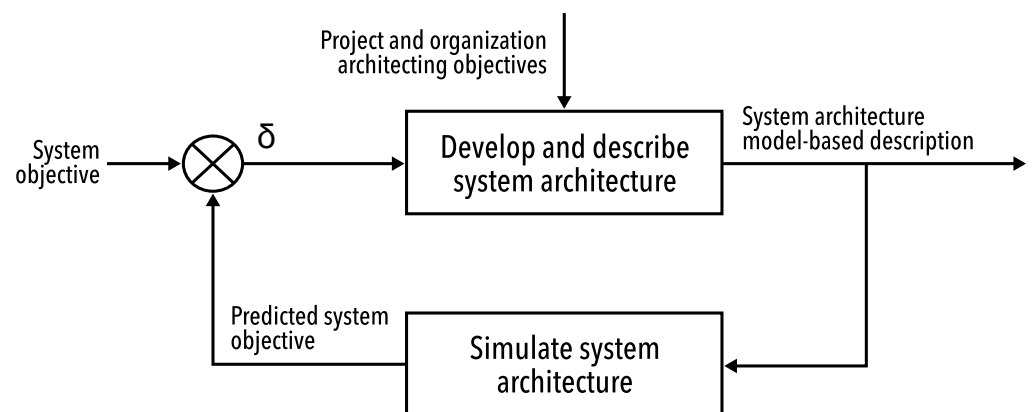 Project and organization
architecting objectives
System
objective
δ
Develop and describe
system architecture
System architecture
model-based description
Predicted system
objective
Simulate system
architecture